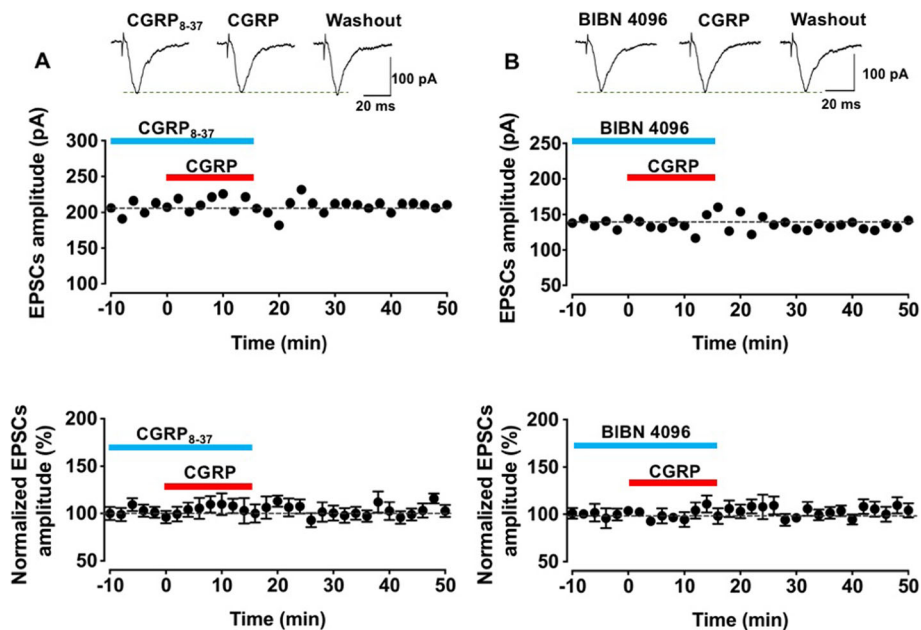 A
CGRP8-37 CGRP Washout
100 pA
20 ms
EPSCs amplitude (pA)
300
250
200
150
100
CGRP8-37
CGRP
-10 0 10 20 30 40 50
Time (min)
B
BIBN 4096 CGRP Washout
100 pA
20 ms
EPSCs amplitude (pA)
250
200
150
100
50
BIBN 4096
CGRP
-10 0 10 20 30 40 50
Time (min)
Normalized EPSCs
amplitude (%)
200
150
100
50
CGRP8-37
CGRP
-10 0 10 20 30 40 50
Time (min)
Normalized EPSCs
amplitude (%)
200
150
100
50
BIBN 4096
CGRP
-10 0 10 20 30 40 50
Time (min)